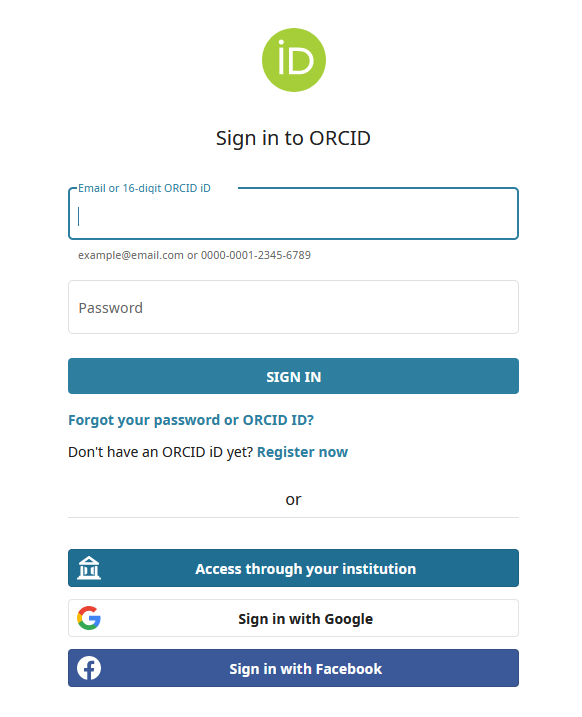 iD
Sign in to ORCID
Email or 16-digit ORCID iD
example@email.com or 0000-0001-2345-6789
Password
SIGN IN
Forgot your password or ORCID ID?
Don't have an ORCID iD yet? Register now
or
Access through your institution
Sign in with Google
Sign in with Facebook